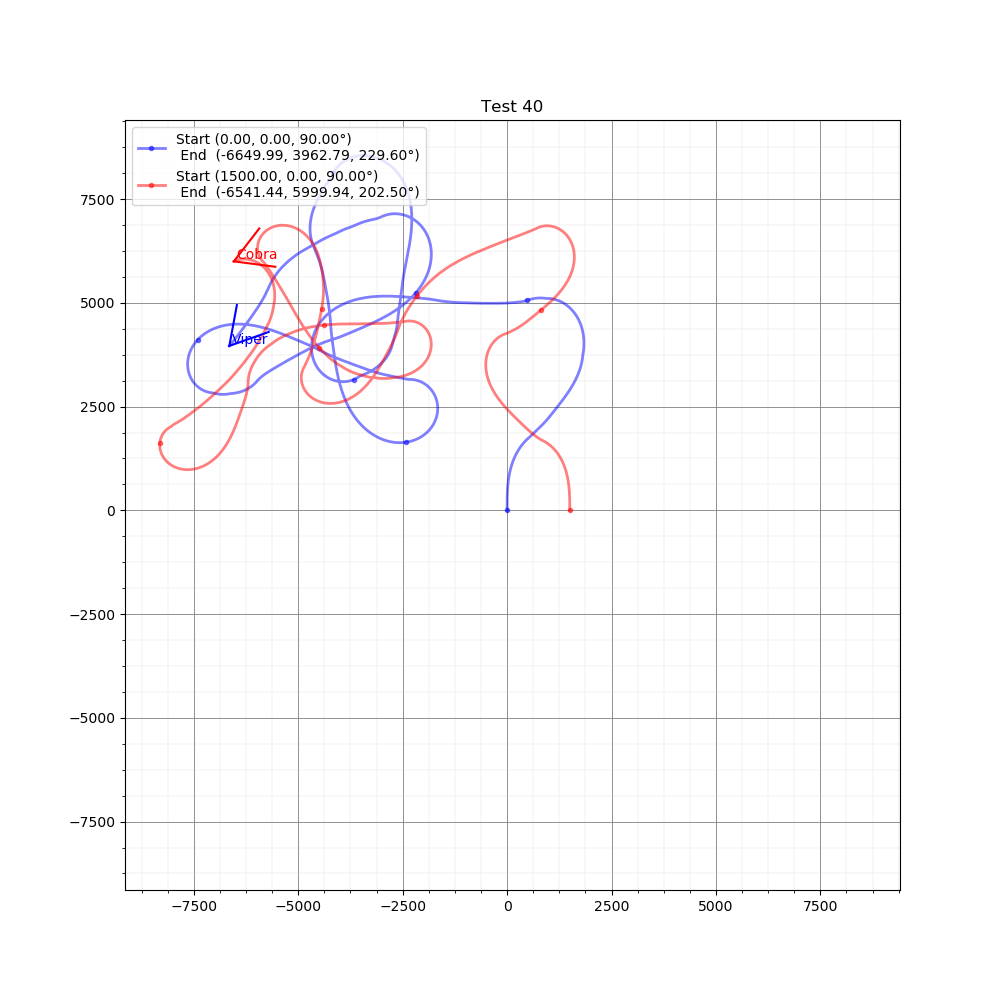 Test 40
Start (0.00, 0.00, 90.00°)
End (-6649.99, 3962.79, 229.60°)
Start (1500.00, 0.00, 90.00°)
End (-6541.44, 5999.94, 202.50°)
7500
5000
2500
0
−2500
−5000
−7500
Cobra
Viper
−7500 −5000 −2500 0 2500 5000 7500